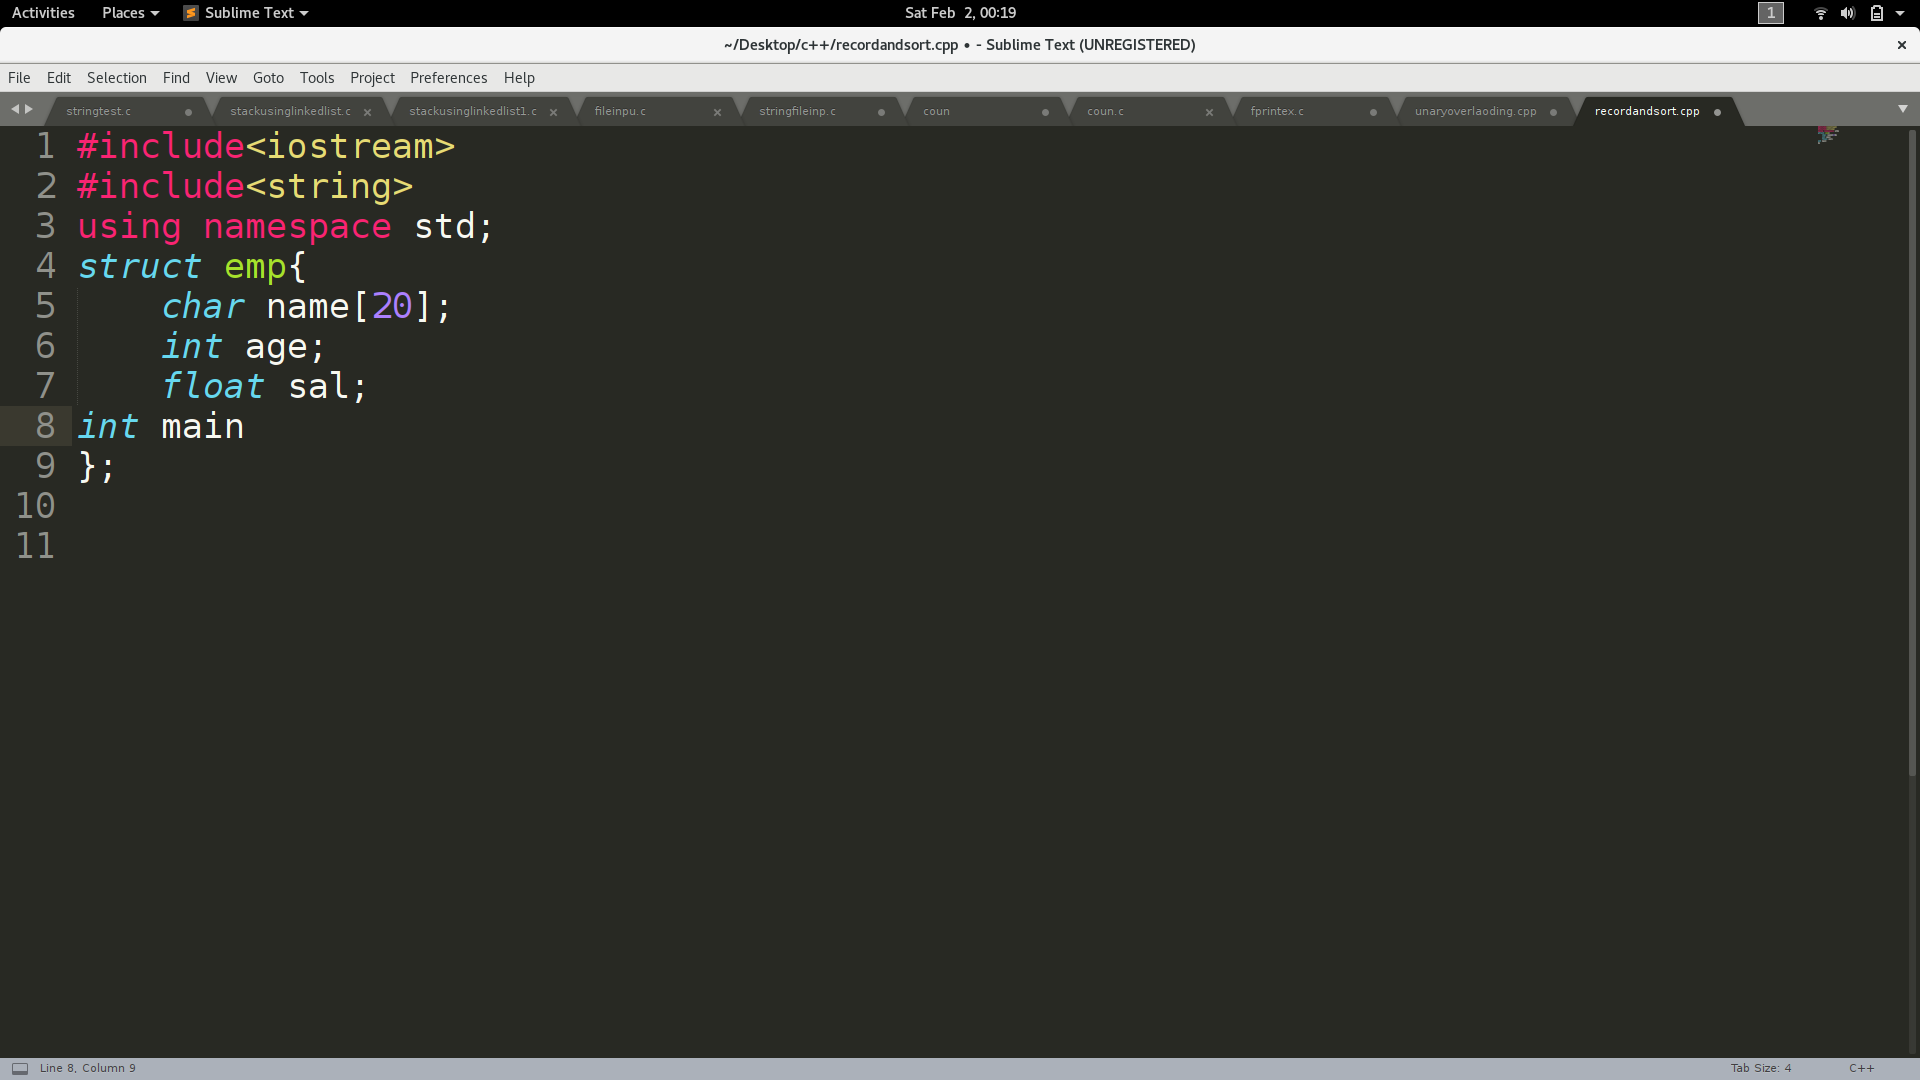 Activities Places Sublime Text Sat Feb 2, 00:19 1
~/Desktop/c++/recordandsort.cpp • - Sublime Text (UNREGISTERED) ×
File Edit Selection Find View Goto Tools Project Preferences Help
stringtest.c stackusinglinkedlist.c stackusinglinkedlist1.c fileinpu.c stringfileinp.c coun coun.c fprintex.c unaryoverlaoding.cpp recordandsort.cpp
1 #include<iostream>
2 #include<string>
3 using namespace std;
4 struct emp{
5 char name[20];
6 int age;
7 float sal;
8 int main
9 };
10
11
Line 8, Column 9 Tab Size: 4 C++